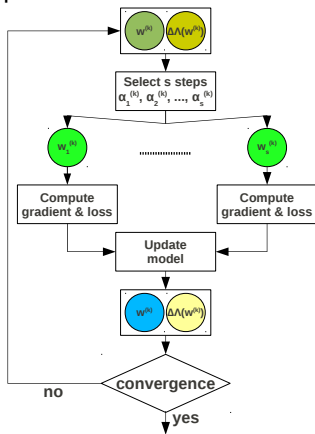 w⁽ᵏ⁾ ΔΛ(w⁽ᵏ⁾)
Select s steps
α₁⁽ᵏ⁾, α₂⁽ᵏ⁾, ..., αₛ⁽ᵏ⁾
w₁⁽ᵏ⁾ .................... wₛ⁽ᵏ⁾
Compute
gradient & loss
Compute
gradient & loss
Update
model
w⁽ᵏ⁾ ΔΛ(w⁽ᵏ⁾)
convergence
no
yes